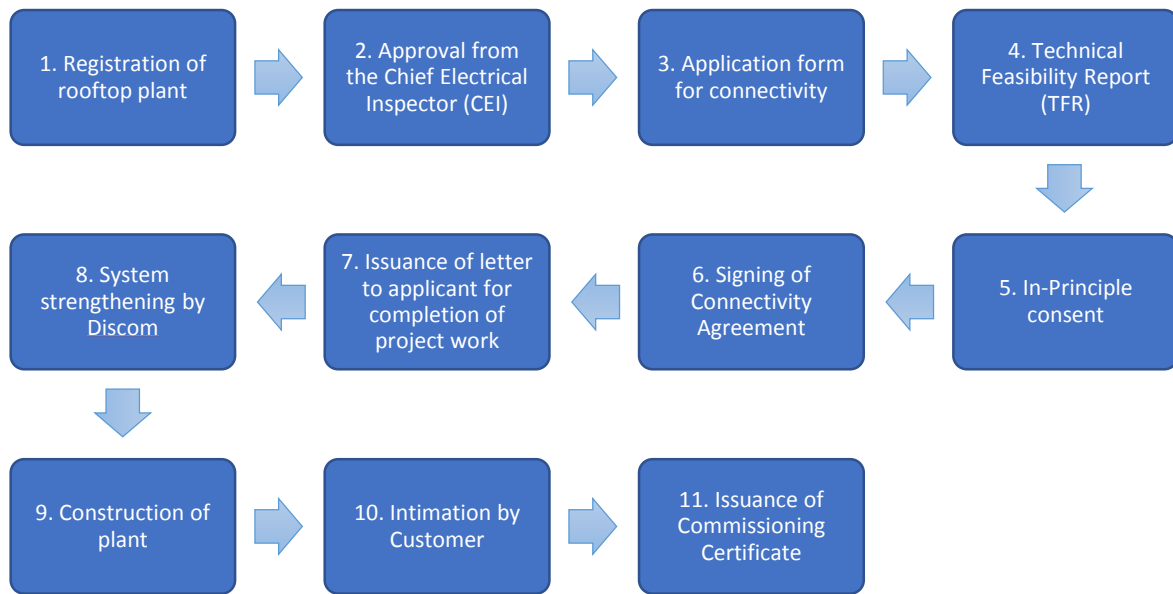 1. Registration of
rooftop plant
2. Approval from
the Chief Electrical
Inspector (CEI)
3. Application form
for connectivity
4. Technical
Feasibility Report
(TFR)
5. In-Principle
consent
6. Signing of
Connectivity
Agreement
7. Issuance of letter
to applicant for
completion of
project work
8. System
strengthening by
Discom
9. Construction of
plant
10. Intimation by
Customer
11. Issuance of
Commissioning
Certificate